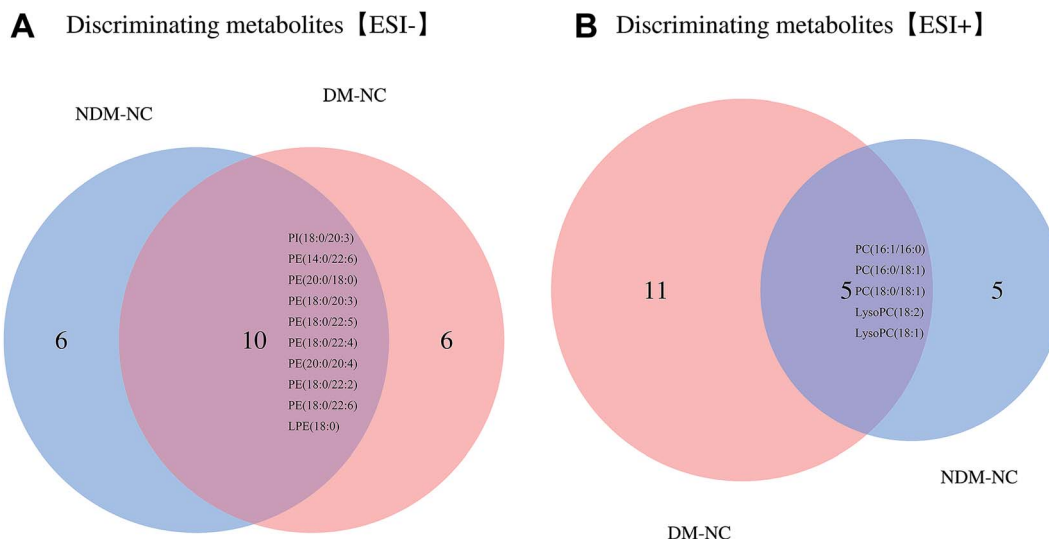 A Discriminating metabolites【ESI-】
NDM-NC
DM-NC
6
10
PI(18:0/20:3)
PE(14:0/22:6)
PE(20:0/18:0)
PE(18:0/20:3)
PE(18:0/22:5)
PE(18:0/22:4)
PE(20:0/20:4)
PE(18:0/22:2)
PE(18:0/22:6)
LPE(18:0)
6
B Discriminating metabolites【ESI+】
11
5
PC(16:1/16:0)
PC(16:0/18:1)
PC(18:0/18:1)
LysoPC(18:2)
LysoPC(18:1)
5
NDM-NC
DM-NC